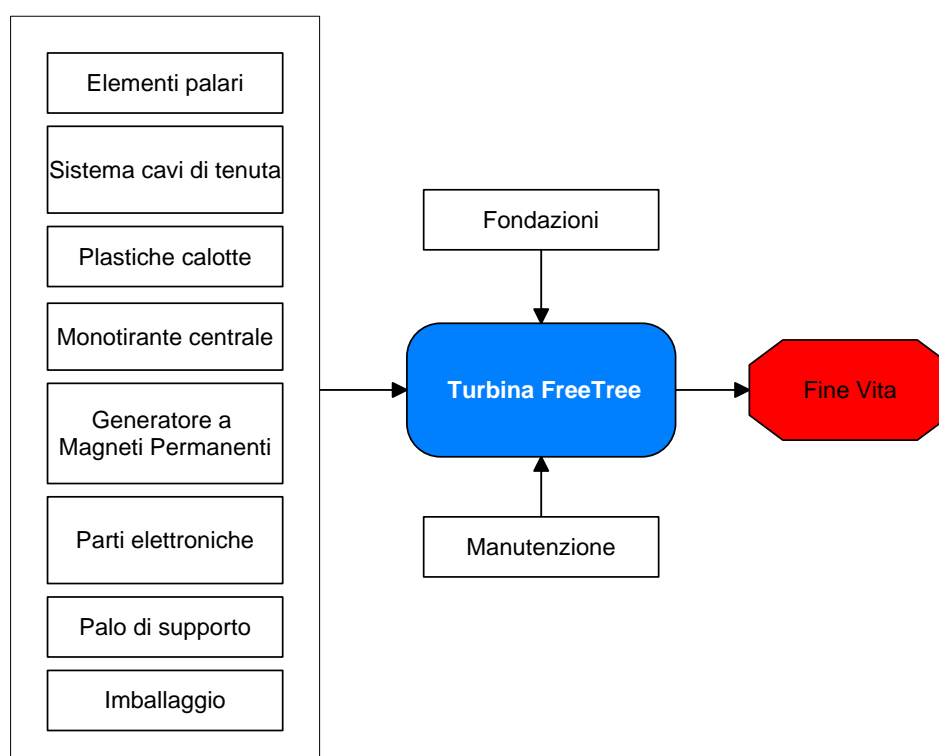 Elementi palari
Sistema cavi di tenuta
Plastiche calotte
Monotirante centrale
Generatore a
Magneti Permanenti
Parti elettroniche
Palo di supporto
Imballaggio
Fondazioni
Turbina FreeTree
Manutenzione
Fine Vita